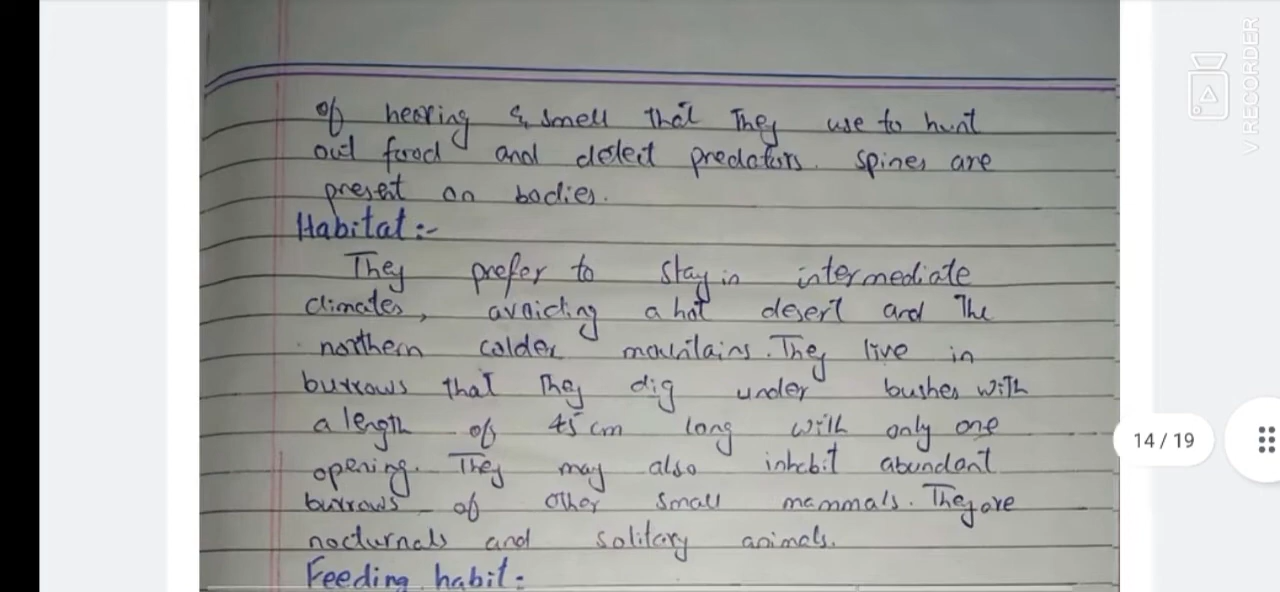 of hearing & smell that They use to hunt
out food and detect predators. spines are
present on bodies.
Habitat :-
They prefer to stay in intermediate
climates, avoiding a hot desert and The
northern colder mountains. They live in
burrows that They dig under bushes with
a length of 45 cm long with only one
opening. They may also inhebit abundant
burrows of other small mammals. They are
nocturnals and solitary animals.
Feeding habit :-
14 / 19
V RECORDER